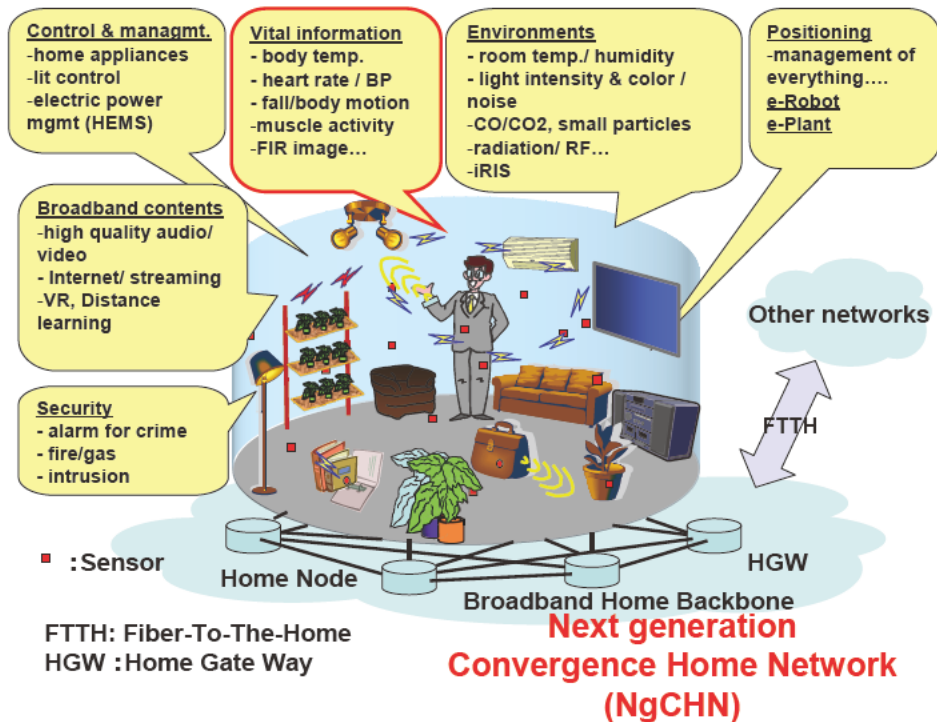 Control & managmt.
-home appliances
-lit control
-electric power
mgmt (HEMS)
Vital information
- body temp.
- heart rate / BP
- fall/body motion
-muscle activity
-FIR image…
Environments
- room temp./ humidity
- light intensity & color /
noise
-CO/CO2, small particles
-radiation/ RF…
-iRIS
Positioning
-management of
everything….
e-Robot
e-Plant
Broadband contents
-high quality audio/
video
- Internet/ streaming
-VR, Distance
learning
Security
- alarm for crime
- fire/gas
- intrusion
Other networks
FTTH
:Sensor
Home Node
HGW
Broadband Home Backbone
FTTH: Fiber-To-The-Home
HGW :Home Gate Way
Next generation
Convergence Home Network
(NgCHN)